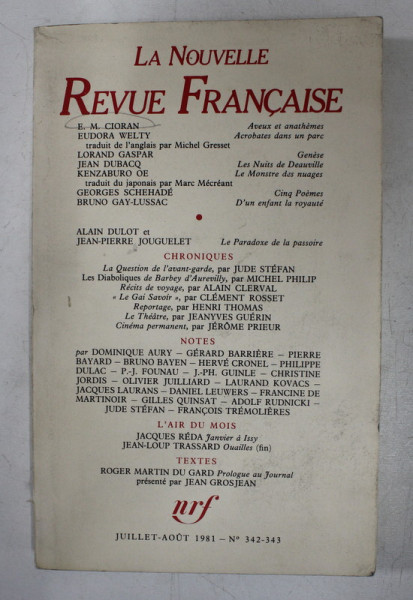 LA NOUVELLE
REVUE FRANÇAISE
E. M. CIORAN Aveux et anathèmes
EUDORA WELTY Acrobates dans un parc
traduit de l'anglais par Michel Gresset
LORAND GASPAR Genèse
JEAN DUBACQ Les Nuits de Deauville
KENZABURO OE Le Monstre des nuages
traduit du japonais par Marc Mécréant
GEORGES SCHEHADÉ Cinq Poèmes
BRUNO GAY-LUSSAC D'un enfant la royauté
•
ALAIN DULOT et
JEAN-PIERRE JOUGUELET Le Paradoxe de la passoire
CHRONIQUES
La Question de l'avant-garde, par JUDE STÉFAN
Les Diaboliques de Barbey d'Aurevilly, par MICHEL PHILIP
Récits de voyage, par ALAIN CLERVAL
« Le Gai Savoir », par CLÉMENT ROSSET
Reportage, par HENRI THOMAS
Le Théâtre, par JEANYVES GUÉRIN
Cinéma permanent, par JÉRÔME PRIEUR
NOTES
par DOMINIQUE AURY — GÉRARD BARRIÈRE — PIERRE
BAYARD — BRUNO BAYEN — HERVÉ CRONEL — PHILIPPE
DULAC — P.-J. FOUNAU — J.-PH. GUINLE — CHRISTINE
JORDIS — OLIVIER JUILLIARD — LAURAND KOVACS —
JACQUES LAURANS — DANIEL LEUWERS — FRANCINE DE
MARTINOIR — GILLES QUINSAT — ADOLF RUDNICKI —
JUDE STÉFAN — FRANÇOIS TRÉMOLIÈRES
L'AIR DU MOIS
JACQUES RÉDA Janvier à Issy
JEAN-LOUP TRASSARD Ouailles (fin)
TEXTES
ROGER MARTIN DU GARD Prologue au Journal
présenté par JEAN GROSJEAN
nrf
JUILLET-AOÛT 1981 — N° 342-343